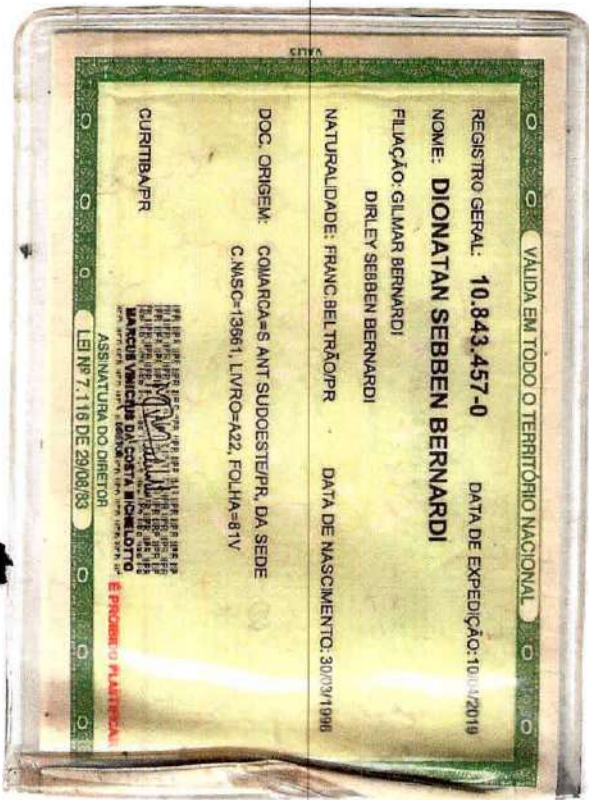 VÁLIDA EM TODO O TERRITÓRIO NACIONAL
REGISTRO GERAL: 10.843.457-0 DATA DE EXPEDIÇÃO: 10/04/2019
NOME: DIONATAN SEBBEN BERNARDI
FILIAÇÃO: GILMAR BERNARDI
DIRLEY SEBBEN BERNARDI
NATURALIDADE: FRANC.BELTRÃO/PR DATA DE NASCIMENTO: 30/03/1996
DOC. ORIGEM: COMARCA=S ANT SUDOESTE/PR, DA SEDE
C.NASC=13661, LIVRO=A22, FOLHA=81V
CURITIBA/PR
MARCUS VINICIUS DA COSTA MICHELOTTO
ASSINATURA DO DIRETOR
É PROIBIDO PLASTIFICAR
LEI Nº 7.116 DE 29/08/83